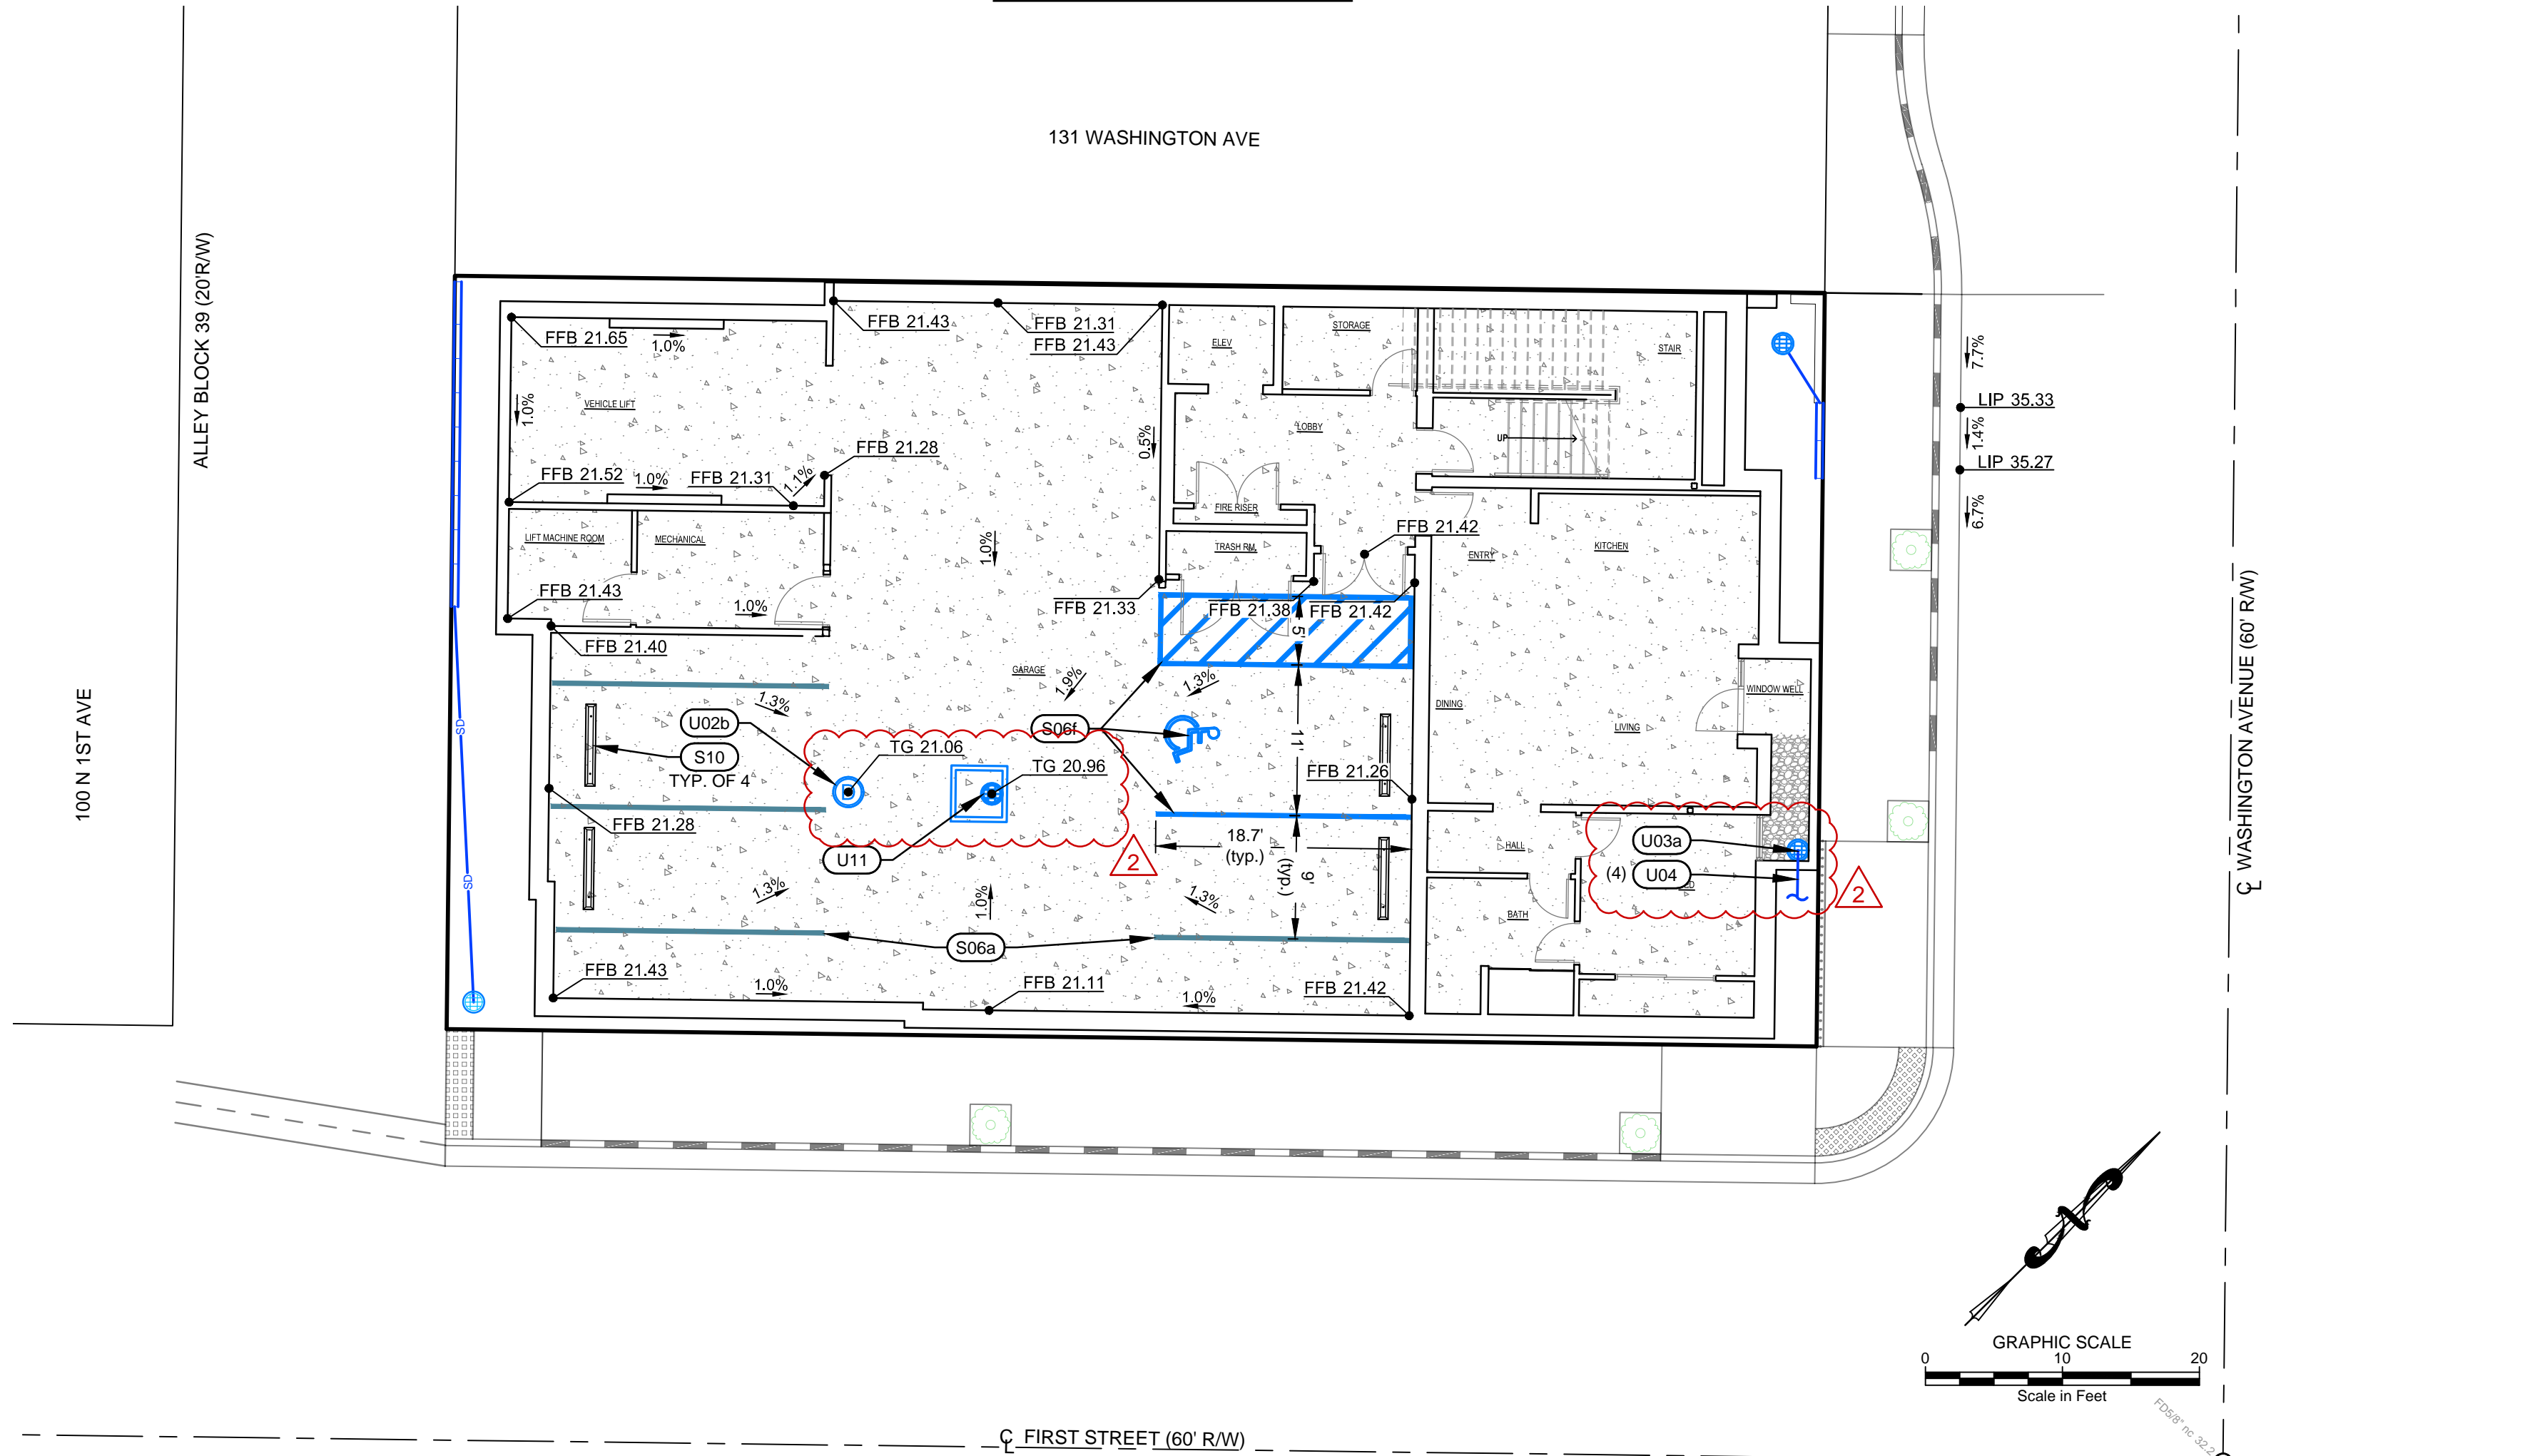 131 WASHINGTON AVE
ALLEY BLOCK 39 (20'R/W)
100 N 1ST AVE
WASHINGTON AVENUE (60' R/W)
FFB 21.65
1.0%
FFB 21.43
FFB 21.31
FFB 21.43
ELEV
STORAGE
STAIR
7.7%
LIP 35.33
1.4%
LIP 35.27
6.7%
VEHICLE LIFT
1.0%
LOBBY
UP
0.5%
FFB 21.28
FFB 21.52
1.0%
FFB 21.31
1.1%
FIRE RISER
LIFT MACHINE ROOM
MECHANICAL
1.0%
TRASH RM.
FFB 21.42
ENTRY
KITCHEN
FFB 21.43
1.0%
FFB 21.33
FFB 21.38
FFB 21.42
5'
FFB 21.40
GARAGE
1.9%
1.3%
1.3%
WINDOW WELL
DINING
LIVING
SD
U02b
S06f
11'
S10
TYP. OF 4
TG 21.06
TG 20.96
D
FFB 21.26
FFB 21.28
U11
2
18.7'
(typ.)
9'
(typ.)
HALL
U03a
(4)
U04
2
SD
1.3%
1.0%
1.3%
BATH
S06a
FFB 21.43
1.0%
FFB 21.11
1.0%
FFB 21.42
N
GRAPHIC SCALE
0 10 20
Scale in Feet
FD5/8" nc 32.2
CL FIRST STREET (60' R/W)
CL